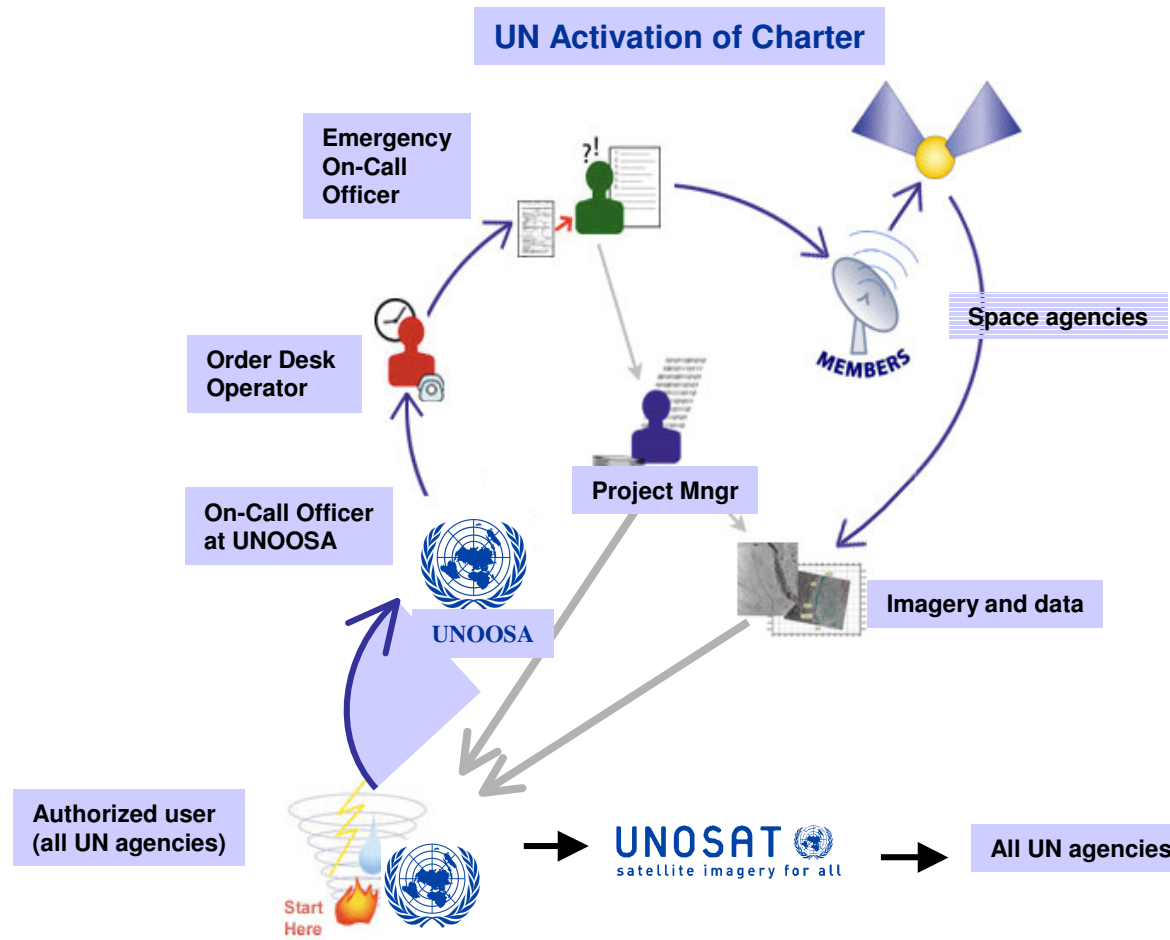 UN Activation of Charter
Emergency
On-Call
Officer
?!
Space agencies
MEMBERS
Order Desk
Operator
Project Mngr
On-Call Officer
at UNOOSA
UNOOSA
Imagery and data
Authorized user
(all UN agencies)
Start
Here
UNOSAT
satellite imagery for all
All UN agencies